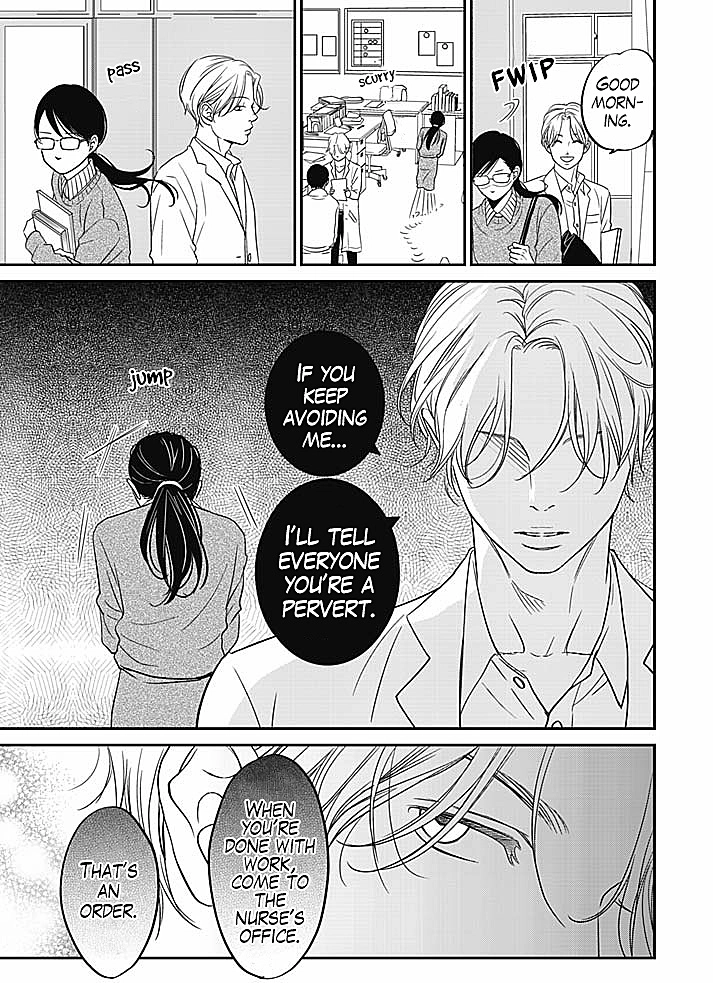 GOOD
MORN-
ING.
FWIP
scurry
pass
IF YOU
KEEP
AVOIDING
ME...
jump
I'LL TELL
EVERYONE
YOU'RE A
PERVERT.
WHEN
YOU'RE
DONE WITH
WORK,
COME TO
THE
NURSE'S
OFFICE.
THAT'S
AN
ORDER.